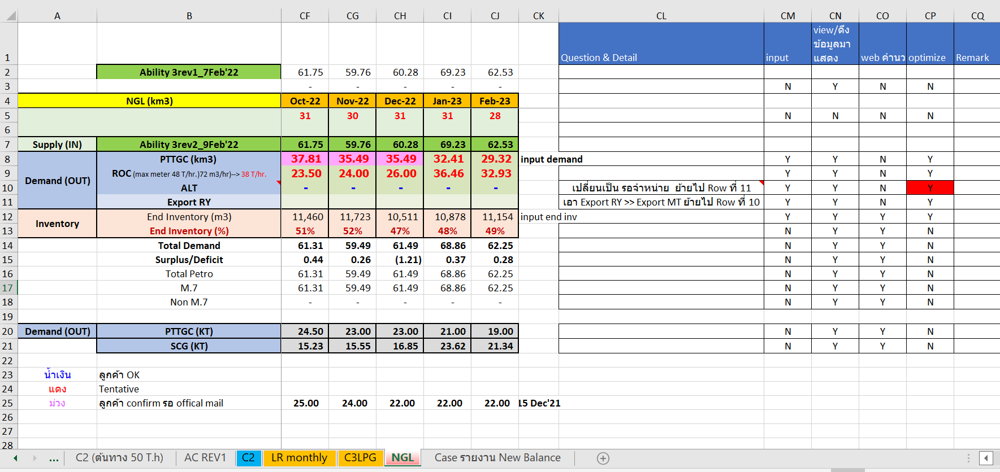 A B CF CG CH CI CJ CK CL CM CN CO CP CQ
1 Question & Detail input view/ดึงข้อมูลมาแสดง web คำนว optimize Remark
2 Ability 3rev1_7Feb'22 61.75 59.76 60.28 69.23 62.53
3 - - - - - N Y N N
4 NGL (km3) Oct-22 Nov-22 Dec-22 Jan-23 Feb-23
5 31 30 31 31 28 N N N N
6
7 Supply (IN) Ability 3rev2_9Feb'22 61.75 59.76 60.28 69.23 62.53
8 PTTGC (km3) 37.81 35.49 35.49 32.41 29.32 input demand Y Y N Y
9 ROC (max meter 48 T/hr.)72 m3/hr)--> 38 T/hr. 23.50 24.00 26.00 36.46 32.93 Y Y N Y
Demand (OUT)
10 ALT - - - - - เปลี่ยนเป็น รอจำหน่าย ย้ายไป Row ที่ 11 Y Y N Y
11 Export RY เอา Export RY >> Export MT ย้ายไป Row ที่ 10 Y Y N Y
12 End Inventory (m3) 11,460 11,723 10,511 10,878 11,154 input end inv Y Y Y Y
Inventory
13 End Inventory (%) 51% 52% 47% 48% 49% N Y Y N
14 Total Demand 61.31 59.49 61.49 68.86 62.25 N Y Y N
15 Surplus/Deficit 0.44 0.26 (1.21) 0.37 0.28 N Y Y N
16 Total Petro 61.31 59.49 61.49 68.86 62.25 N Y Y N
17 M.7 61.31 59.49 61.49 68.86 62.25 N Y Y N
18 Non M.7 - - - - - N Y Y N
19
20 Demand (OUT) PTTGC (KT) 24.50 23.00 23.00 21.00 19.00 N Y Y N
21 SCG (KT) 15.23 15.55 16.85 23.62 21.34 N Y Y N
22
23 น้ำเงิน ลูกค้า OK
24 แดง Tentative
25 ม่วง ลูกค้า confirm รอ offical mail 25.00 24.00 22.00 22.00 22.00 15 Dec'21
26
27
28
... C2 (ต้นทาง 50 T.h) AC REV1 C2 LR monthly C3LPG NGL Case รายงาน New Balance